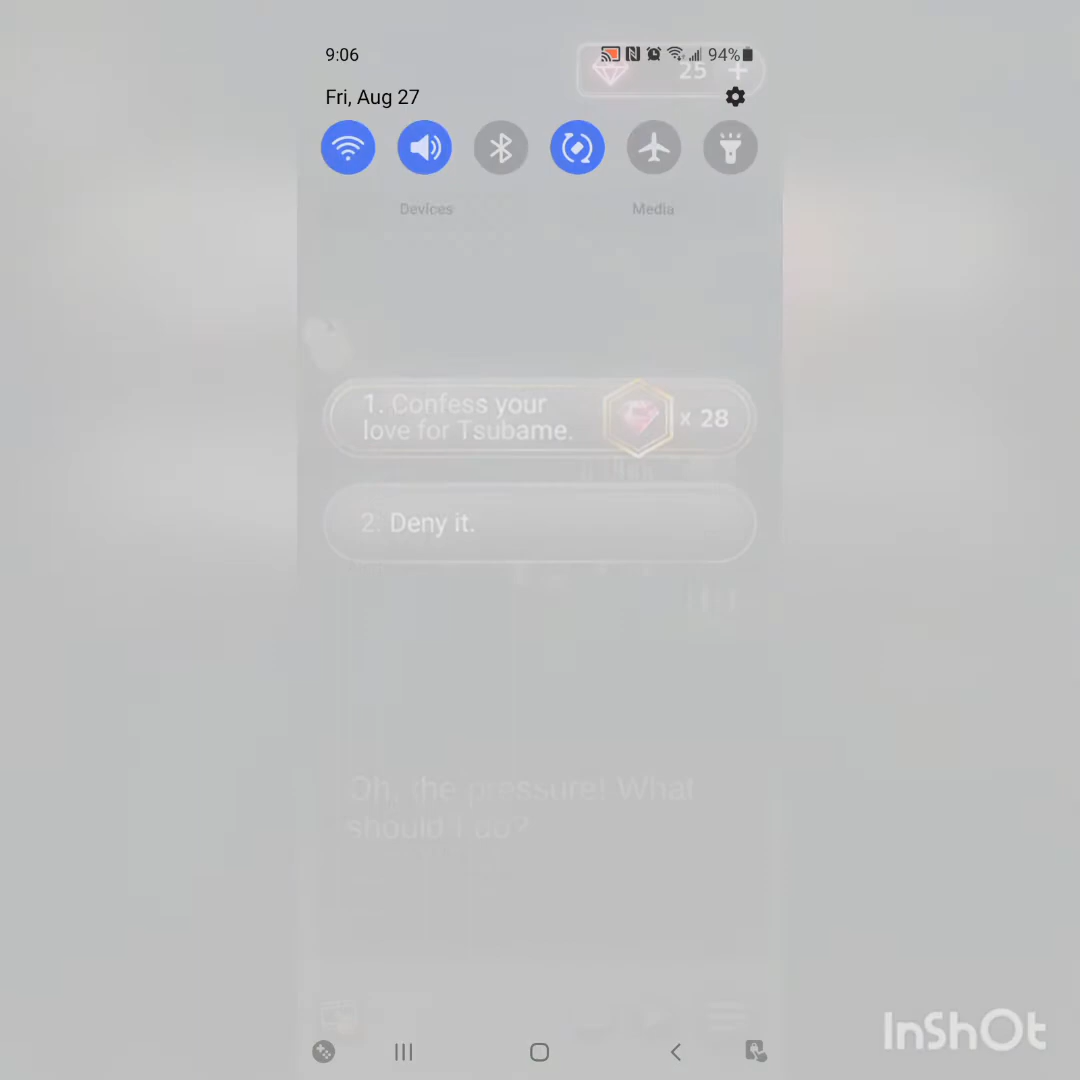 9:06
94%
25 +
Fri, Aug 27
Devices
Media
1. Confess your
love for Tsubame.
x 28
2. Deny it.
Oh, the pressure! What
should I do?
InShOt